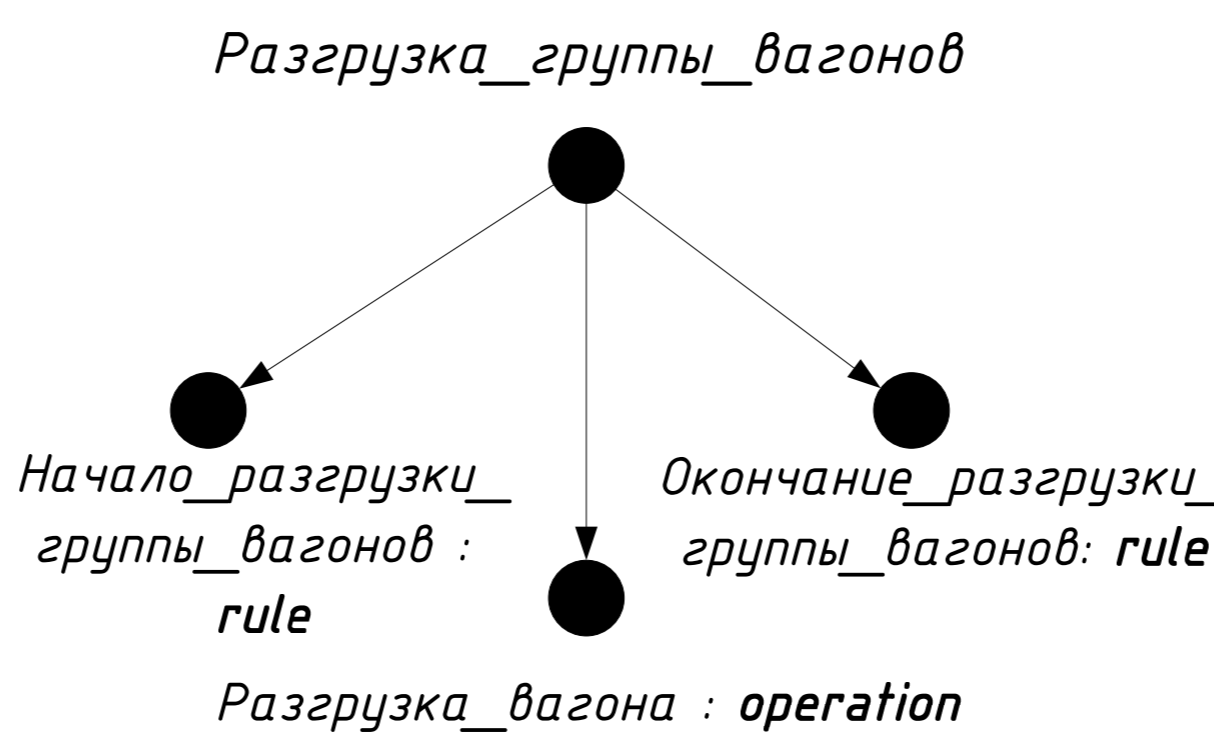 Разгрузка_группы_вагонов
Начало_разгрузки_
группы_вагонов :
rule
Окончание_разгрузки_
группы_вагонов: rule
Разгрузка_вагона : operation